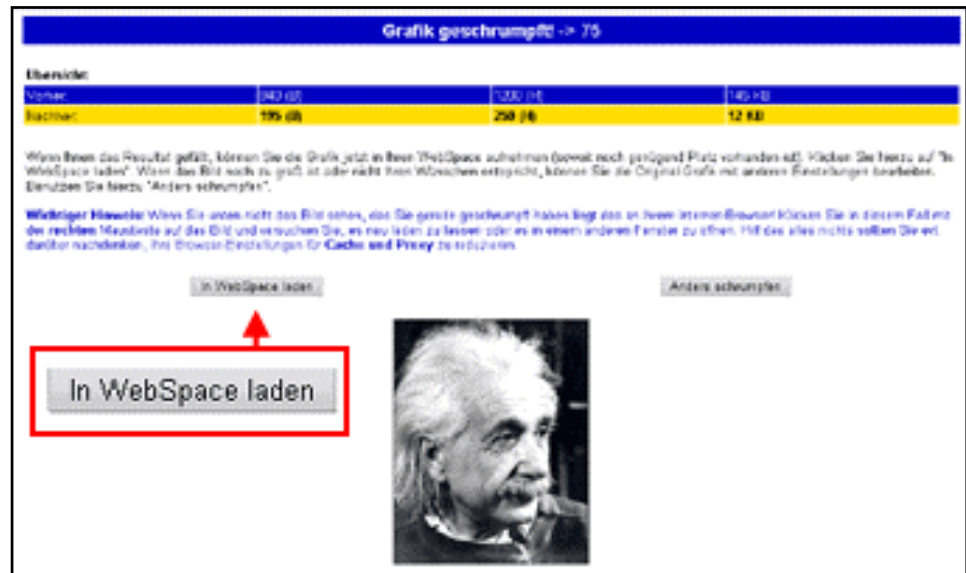 Grafik geschrumpft! -> 75
Übersicht:
Vorher: 940 (B) 1200 (H) 145 KB
Nachher: 195 (B) 250 (H) 12 KB
Wenn Ihnen das Resultat gefällt, können Sie die Grafik jetzt in Ihren WebSpace aufnehmen (soweit noch genügend Platz vorhanden ist). Klicken Sie hierzu auf "In
WebSpace laden". Wenn das Bild noch zu groß ist oder nicht Ihren Wünschen entspricht, können Sie die Original Grafik mit anderen Einstellungen bearbeiten.
Benutzen Sie hierzu "Anders schrumpfen".
Wichtiger Hinweis: Wenn Sie unten nicht das Bild sehen, das Sie gerade geschrumpft haben liegt das an Ihrem Internet-Browser! Klicken Sie in diesem Fall mit
der rechten Maustaste auf das Bild und versuchen Sie, es neu laden zu lassen oder es in einem anderen Fenster zu öffnen. Hilft das alles nichts sollten Sie evt.
darüber nachdenken, Ihre Browser-Einstellungen für Cache und Proxy zu reduzieren.
In WebSpace laden
Anders schrumpfen
In WebSpace laden